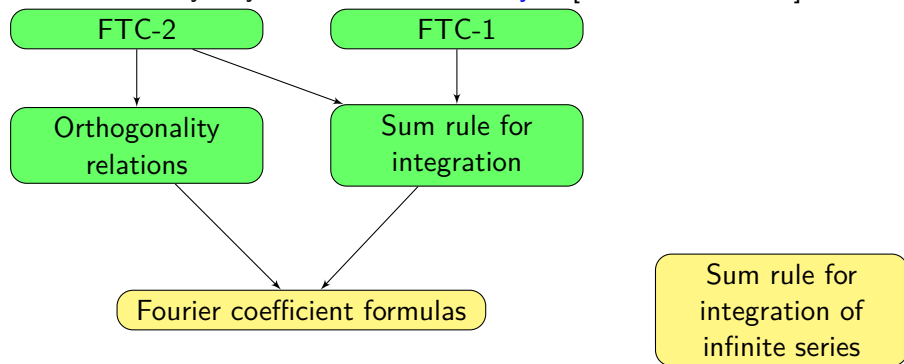 FTC-2
FTC-1
Orthogonality
relations
Sum rule for
integration
Fourier coefficient formulas
Sum rule for
integration of
infinite series